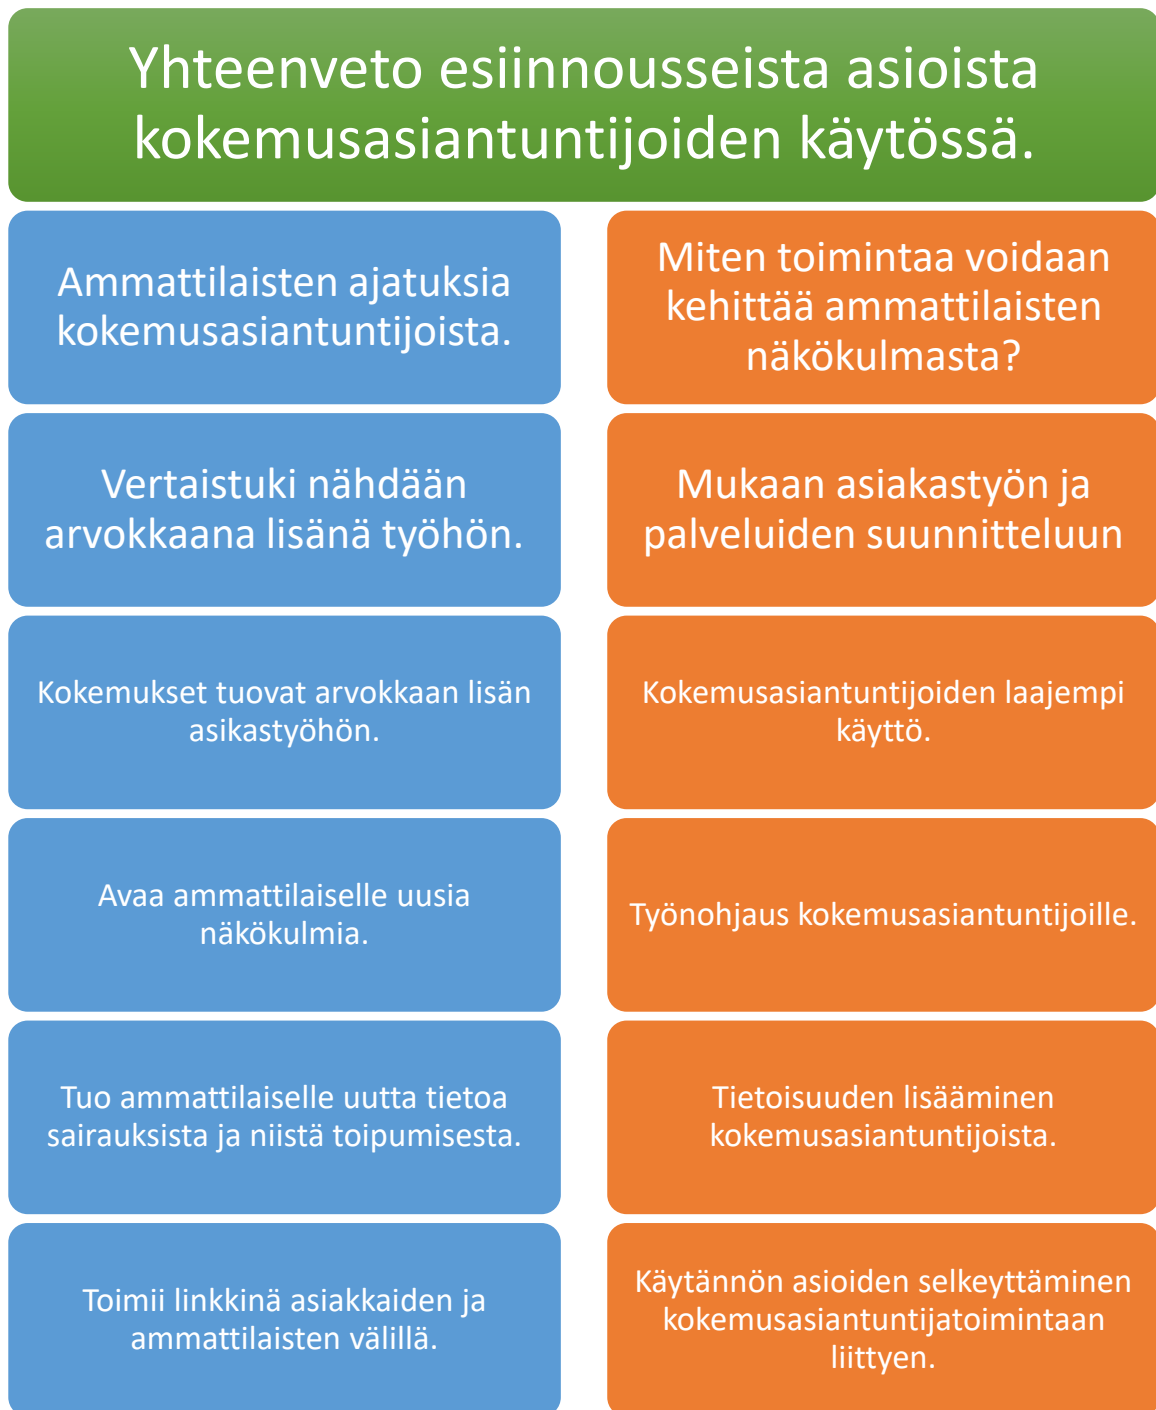 Yhteenveto esiinnousseista asioista
kokemusasiantuntijoiden käytössä.
Ammattilaisten ajatuksia
kokemusasiantuntijoista.
Vertaistuki nähdään
arvokkaana lisänä työhön.
Kokemukset tuovat arvokkaan lisän
asikastyöhön.
Avaa ammattilaiselle uusia
näkökulmia.
Tuo ammattilaiselle uutta tietoa
sairauksista ja niistä toipumisesta.
Toimii linkkinä asiakkaiden ja
ammattilaisten välillä.
Miten toimintaa voidaan
kehittää ammattilaisten
näkökulmasta?
Mukaan asiakastyön ja
palveluiden suunnitteluun
Kokemusasiantuntijoiden laajempi
käyttö.
Työnohjaus kokemusasiantuntijoille.
Tietoisuuden lisääminen
kokemusasiantuntijoista.
Käytännön asioiden selkeyttäminen
kokemusasiantuntijatoimintaan
liittyen.